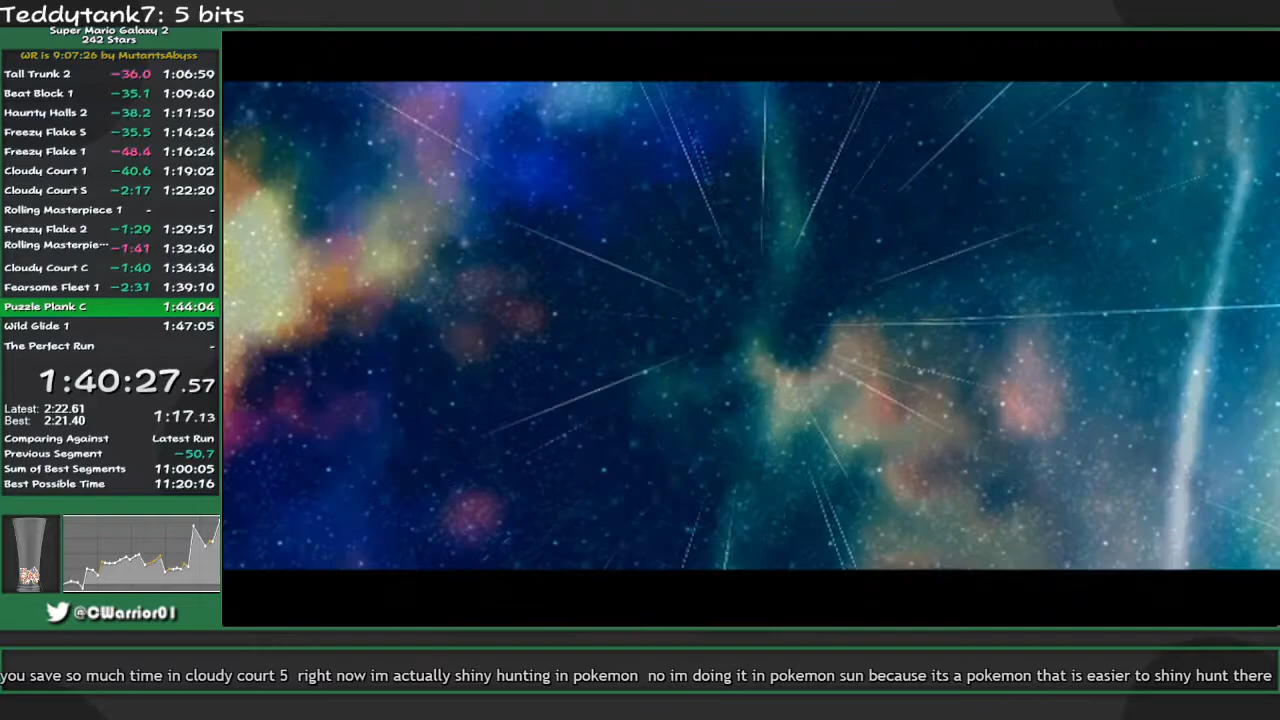 Teddytank7: 5 bits
Super Mario Galaxy 2
242 Stars
WR is 9:07:26 by MutantsAbyss
Tall Trunk 2 −36.0 1:06:59
Beat Block 1 −35.1 1:09:40
Haunty Halls 2 −38.2 1:11:50
Freezy Flake S −35.5 1:14:24
Freezy Flake 1 −48.4 1:16:24
Cloudy Court 1 −40.6 1:19:02
Cloudy Court S −2:17 1:22:20
Rolling Masterpiece 1 - -
Freezy Flake 2 −1:29 1:29:51
Rolling Masterpie... −1:41 1:32:40
Cloudy Court C −1:40 1:34:34
Fearsome Fleet 1 −2:31 1:39:10
Puzzle Plank C 1:44:04
Wild Glide 1 1:47:05
The Perfect Run -
1:40:27.57
Latest: 2:22.61
Best: 2:21.40
1:17.13
Comparing Against Latest Run
Previous Segment −50.7
Sum of Best Segments 11:00:05
Best Possible Time 11:20:16
@CWarrior01
you save so much time in cloudy court 5 right now im actually shiny hunting in pokemon no im doing it in pokemon sun because its a pokemon that is easier to shiny hunt there